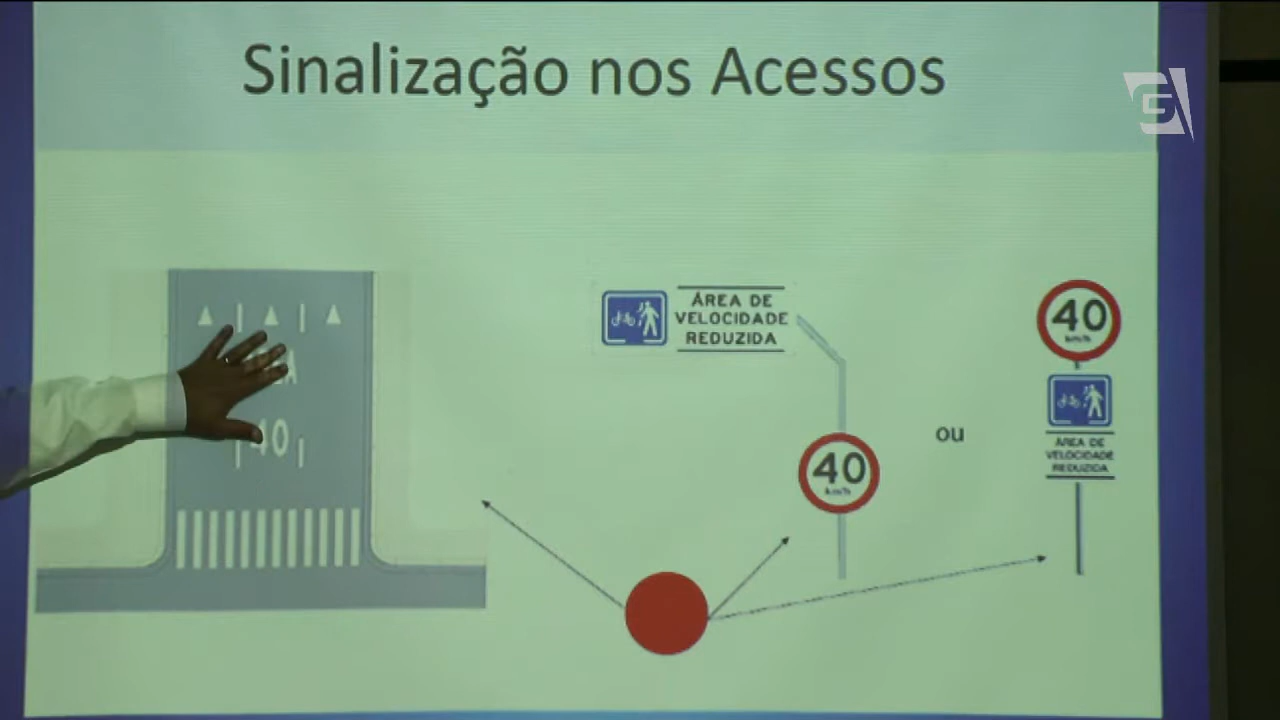 Sinalização nos Acessos
40
ÁREA DE
VELOCIDADE
REDUZIDA
40
km/h
ou
40
km/h
ÁREA DE
VELOCIDADE
REDUZIDA